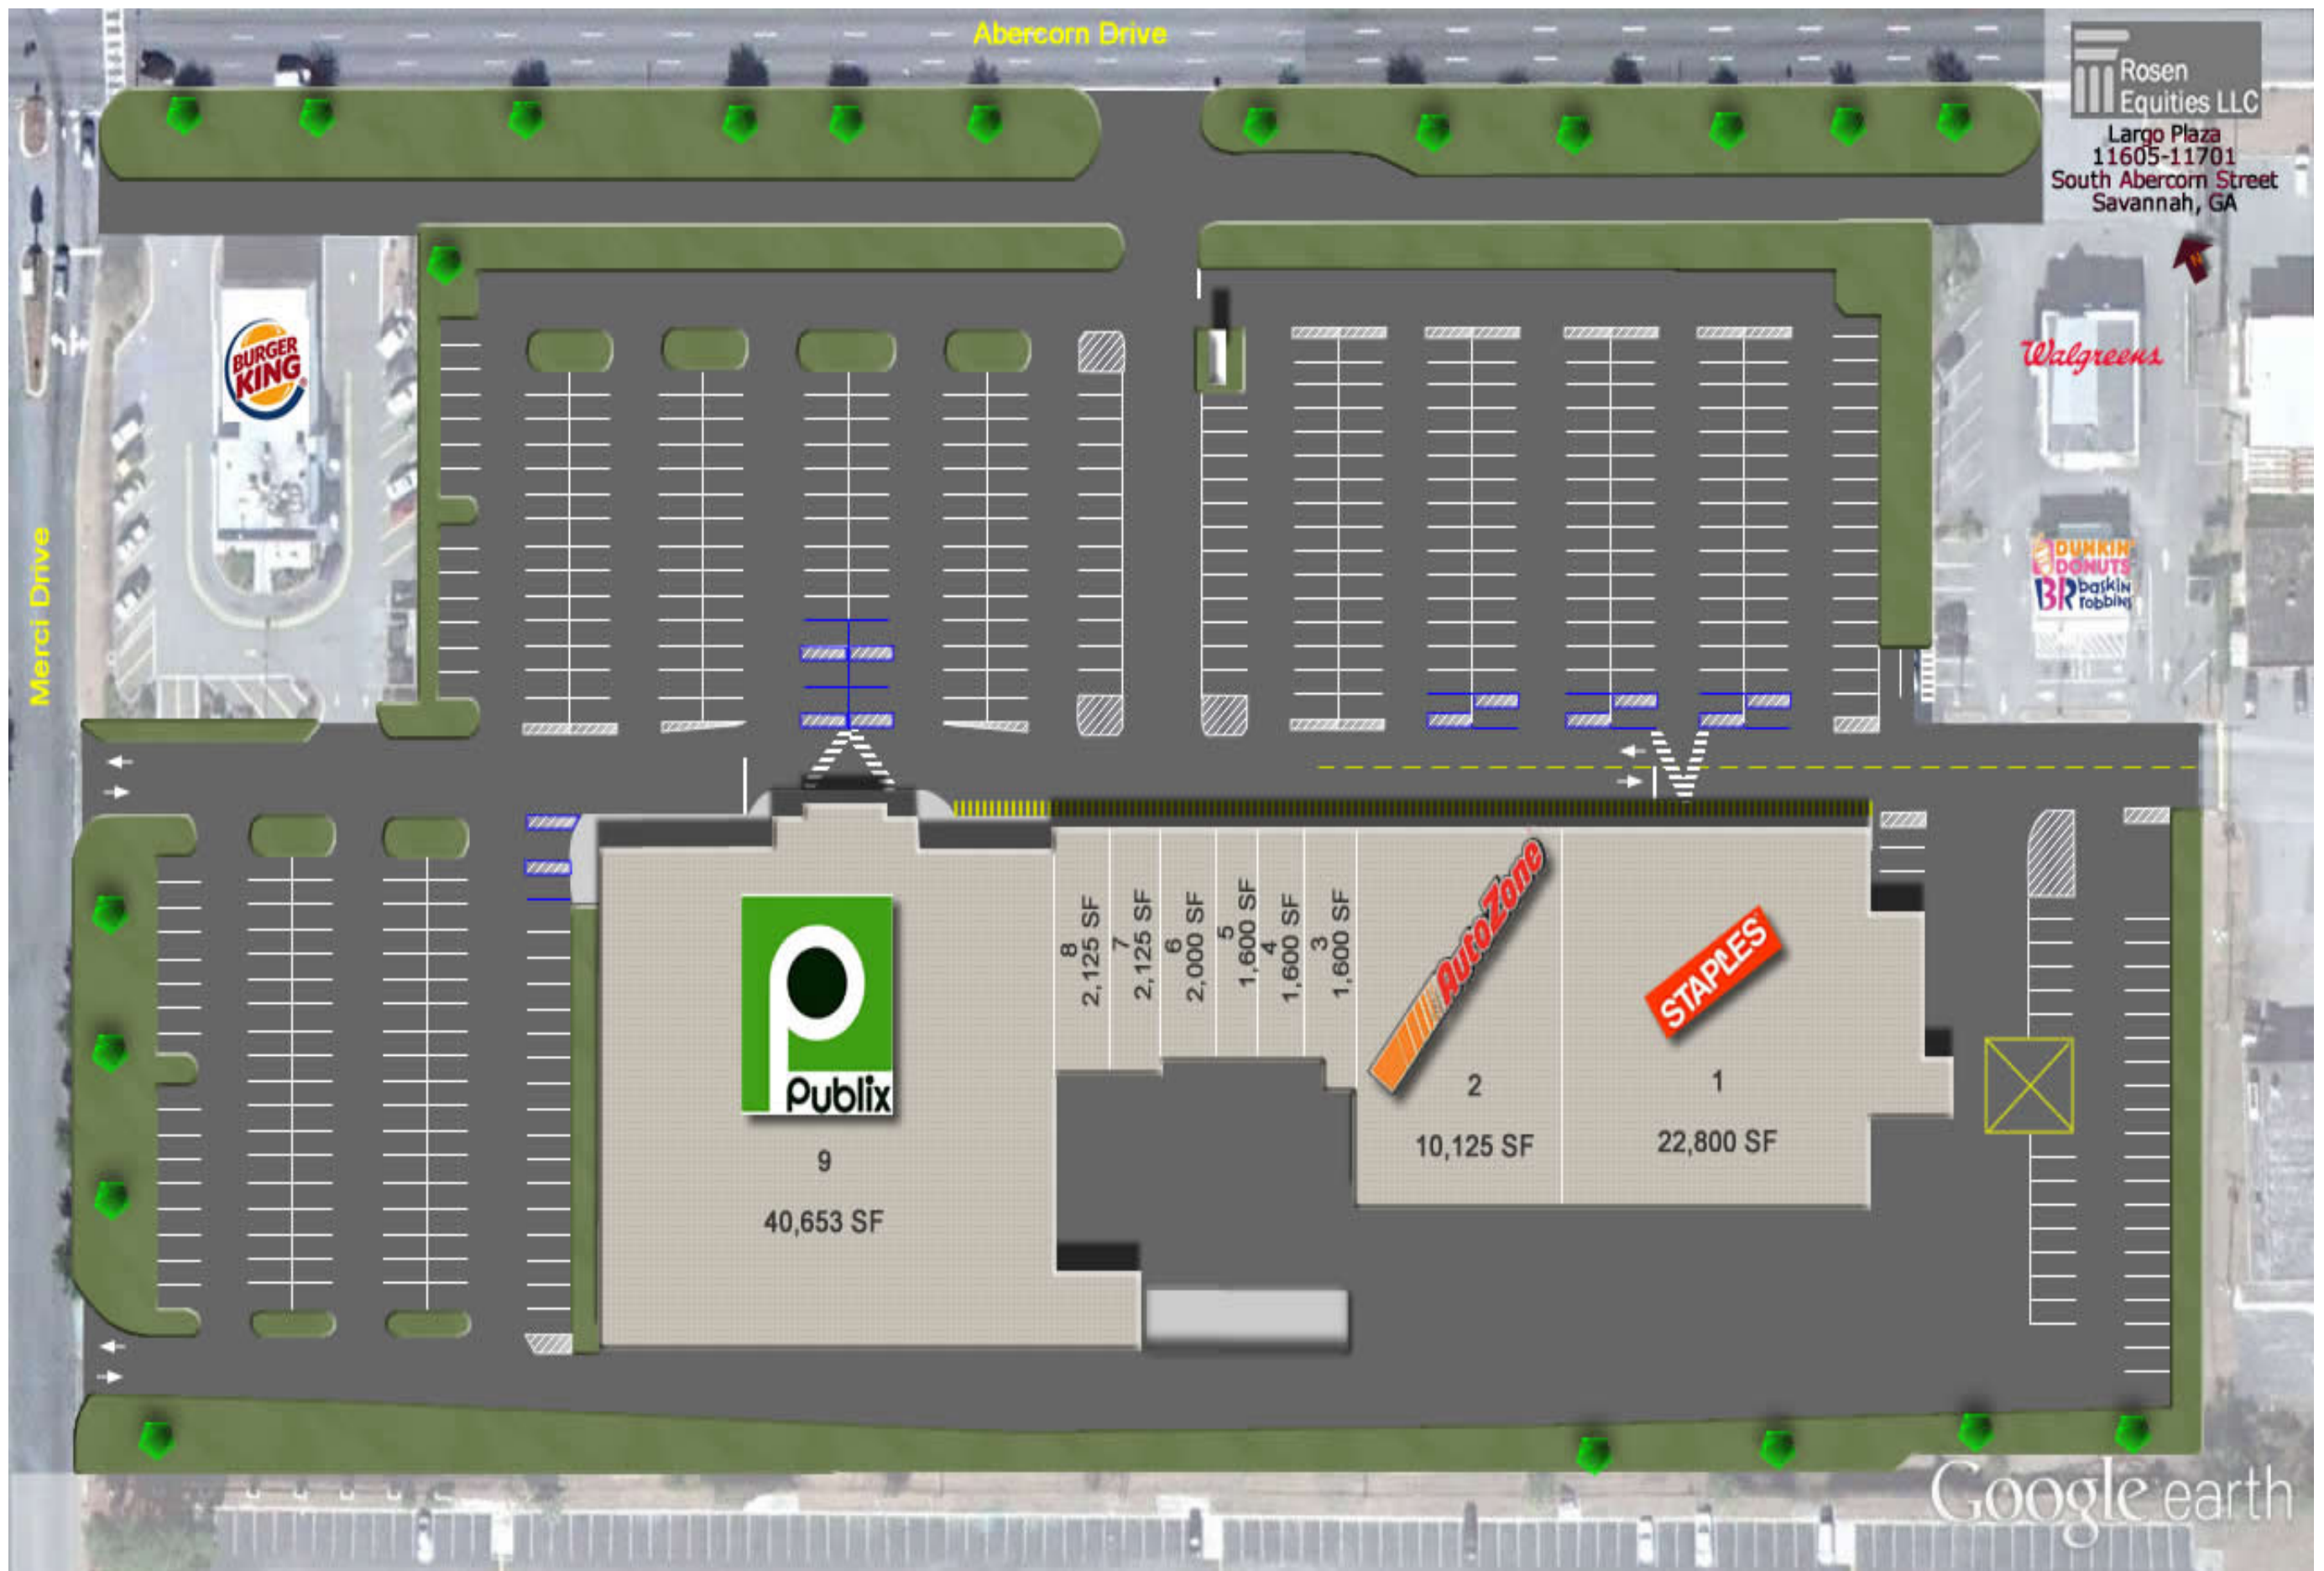 Abercorn Drive
Rosen
Equities LLC
Largo Plaza
11605-11701
South Abercorn Street
Savannah, GA
N
BURGER
KING
®
Walgreens
DUNKIN'
DONUTS
BR baskin
robbins
Merci Drive
8
2,125 SF
7
2,125 SF
6
2,000 SF
5
1,600 SF
4
1,600 SF
3
1,600 SF
AutoZone
2
10,125 SF
STAPLES
1
22,800 SF
Publix
9
40,653 SF
Google earth